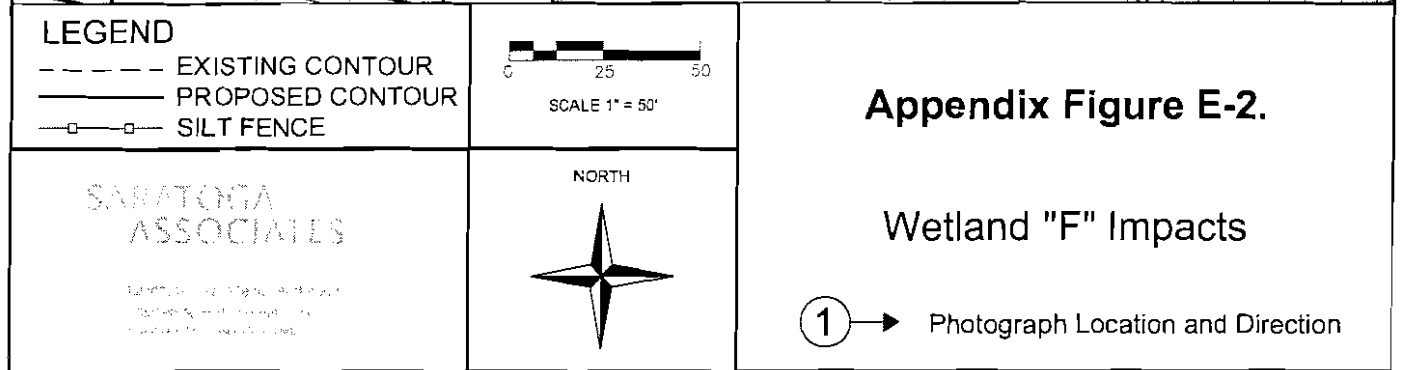 LEGEND
EXISTING CONTOUR
PROPOSED CONTOUR
SILT FENCE
0 25 50
SCALE 1" = 50'
SARATOGA
ASSOCIATES
NORTH
Appendix Figure E-2.
Wetland "F" Impacts
1 Photograph Location and Direction